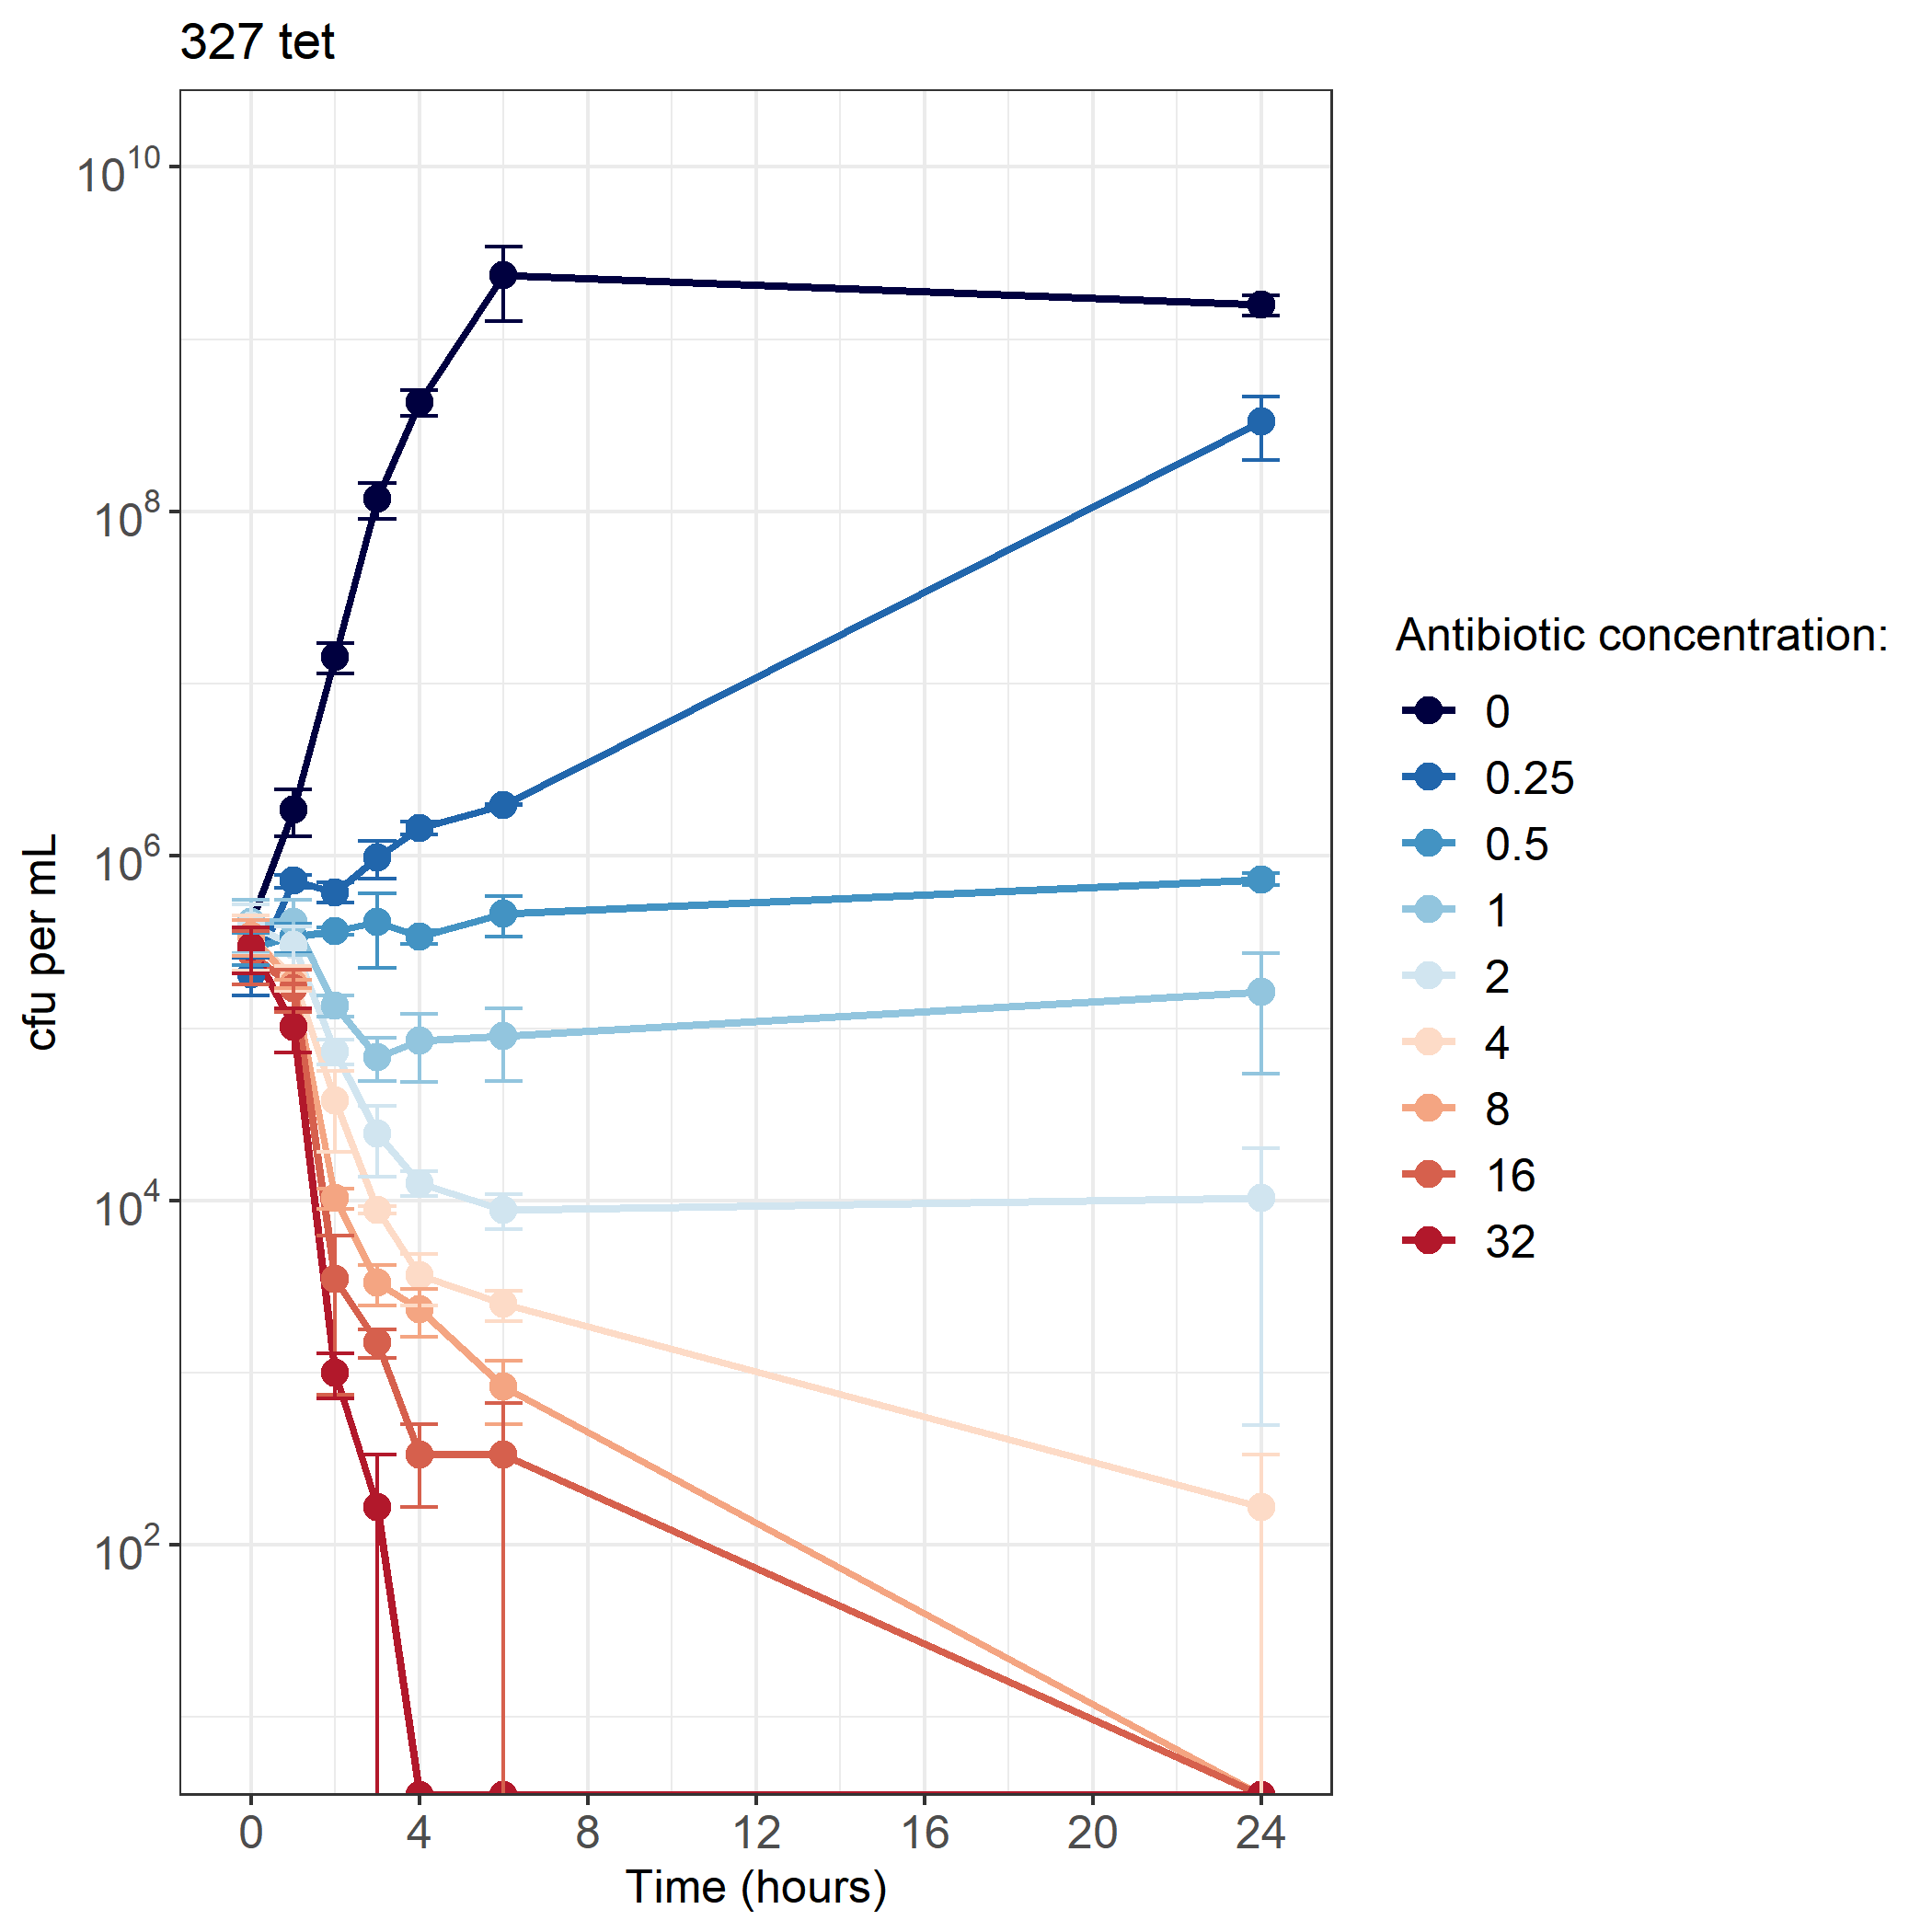 327 tet
10^10
10^8
10^6
10^4
10^2
cfu per mL
0 4 8 12 16 20 24
Time (hours)
Antibiotic concentration:
0
0.25
0.5
1
2
4
8
16
32